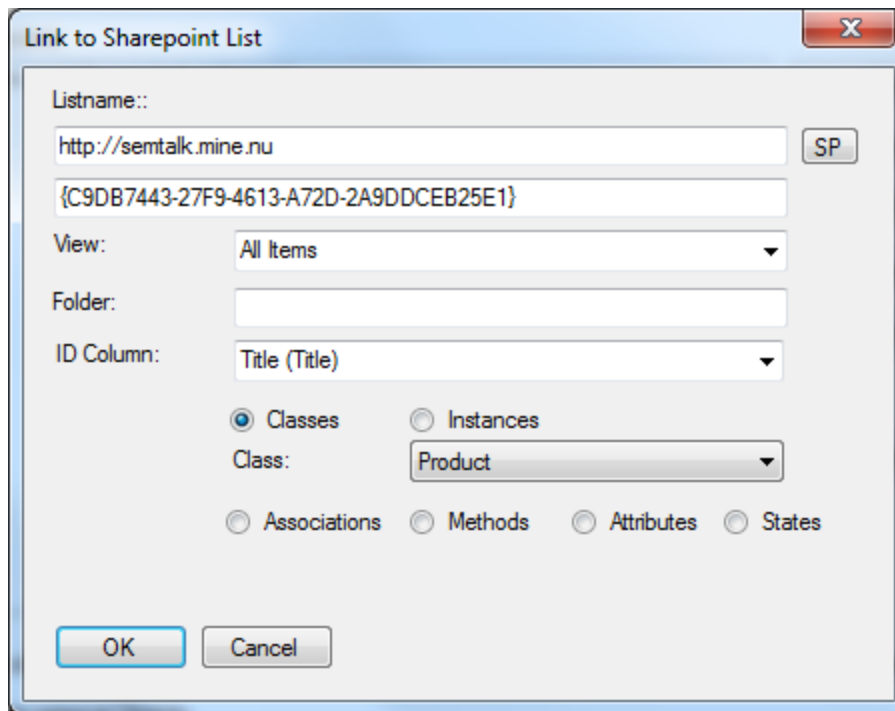 Link to Sharepoint List
Listname::
http://semtalk.mine.nu SP
{C9DB7443-27F9-4613-A72D-2A9DDCEB25E1}
View: All Items
Folder:
ID Column: Title (Title)
Classes Instances
Class: Product
Associations Methods Attributes States
OK Cancel